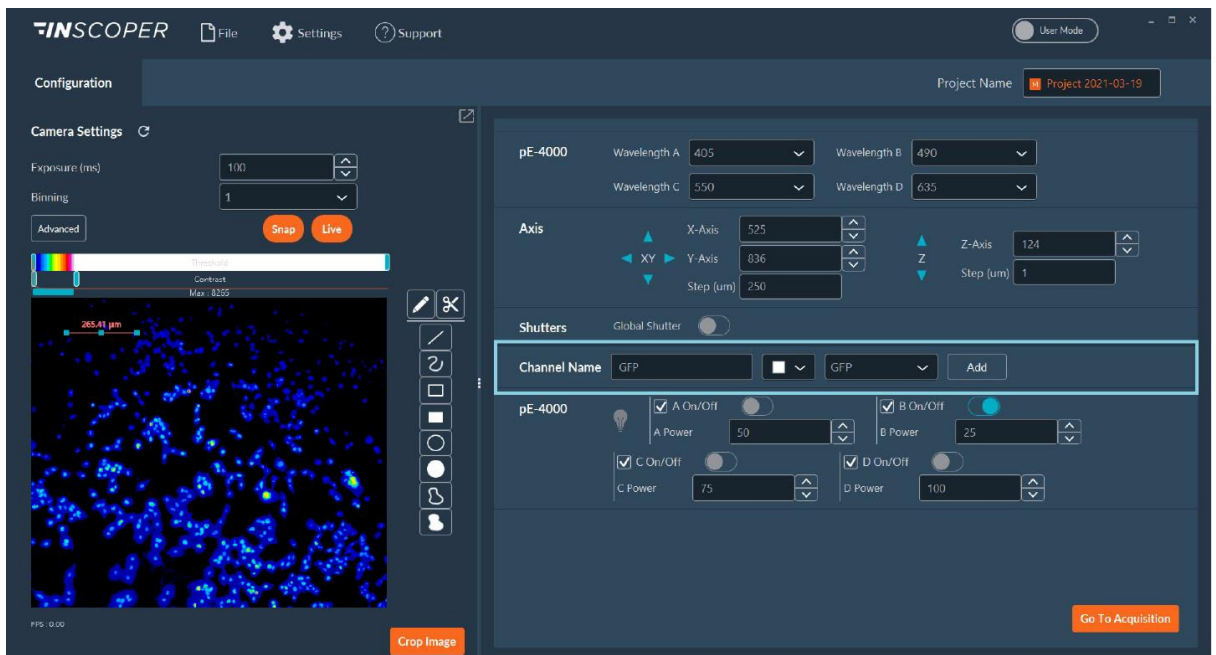 INSCOPER File Settings Support User Mode
Configuration Project Name M Project 2021-03-19
Camera Settings
Exposure (ms) 100
Binning 1
Advanced Snap Live
Threshold
Contrast
Max : 8265
265.41 µm
FPS : 0.00
Crop Image
pE-4000 Wavelength A 405 Wavelength B 490
Wavelength C 550 Wavelength D 635
Axis X-Axis 525
XY Y-Axis 836
Step (um) 250
Z Z-Axis 124
Step (um) 1
Shutters Global Shutter
Channel Name GFP GFP Add
pE-4000 A On/Off B On/Off
A Power 50 B Power 25
C On/Off D On/Off
C Power 75 D Power 100
Go To Acquisition